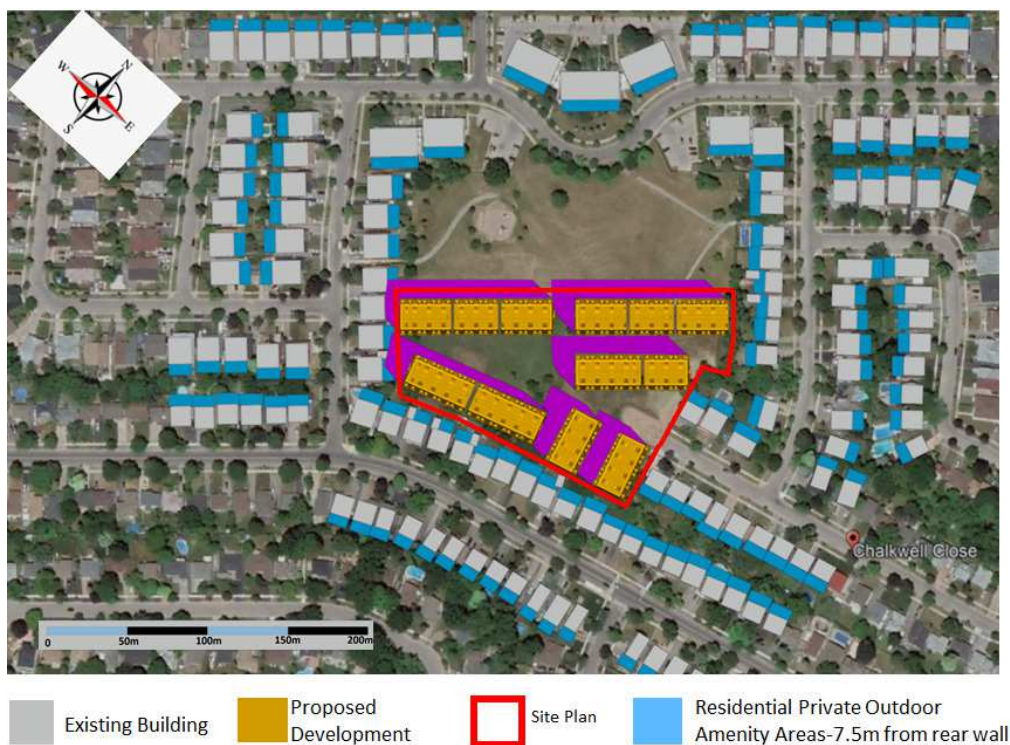 W N
S E
Chalkwell Close
0 50m 100m 150m 200m
Existing Building
Proposed
Development
Site Plan
Residential Private Outdoor
Amenity Areas-7.5m from rear wall